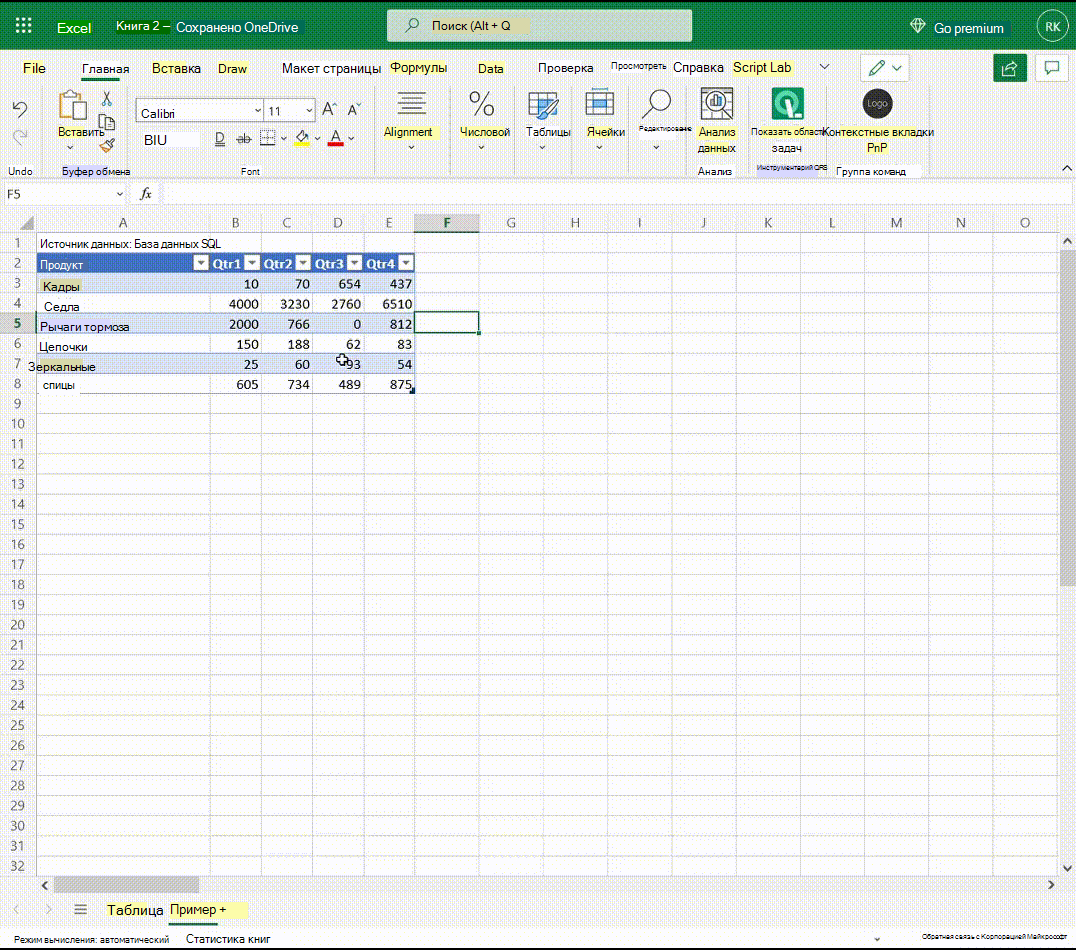 Excel Книга 2 – Сохранено OneDrive Поиск (Alt + Q Go premium RK
File Главная Вставка Draw Макет страницы Формулы Data Проверка Просмотреть Справка Script Lab
Calibri 11
Вставить BIU D ab A Alignment Числовой Таблицы Ячейки Редактирование Анализ данных Показать области задач Logo Контекстные вкладки PnP
Undo Буфер обмена Font Анализ Инструментарий QRS Группа команд
F5 fx
A B C D E F G H I J K L M N O
1 Источник данных: База данных SQL
2 Продукт Qtr1 Qtr2 Qtr3 Qtr4
3 Кадры 10 70 654 437
4 Седла 4000 3230 2760 6510
5 Рычаги тормоза 2000 766 0 812
6 Цепочки 150 188 62 83
7 Зеркальные 25 60 93 54
8 спицы 605 734 489 875
9
10
11
12
13
14
15
16
17
18
19
20
21
22
23
24
25
26
27
28
29
30
31
32
Таблица Пример +
Режим вычисления: автоматический Статистика книг Обратная связь с Корпорацией Майкрософт